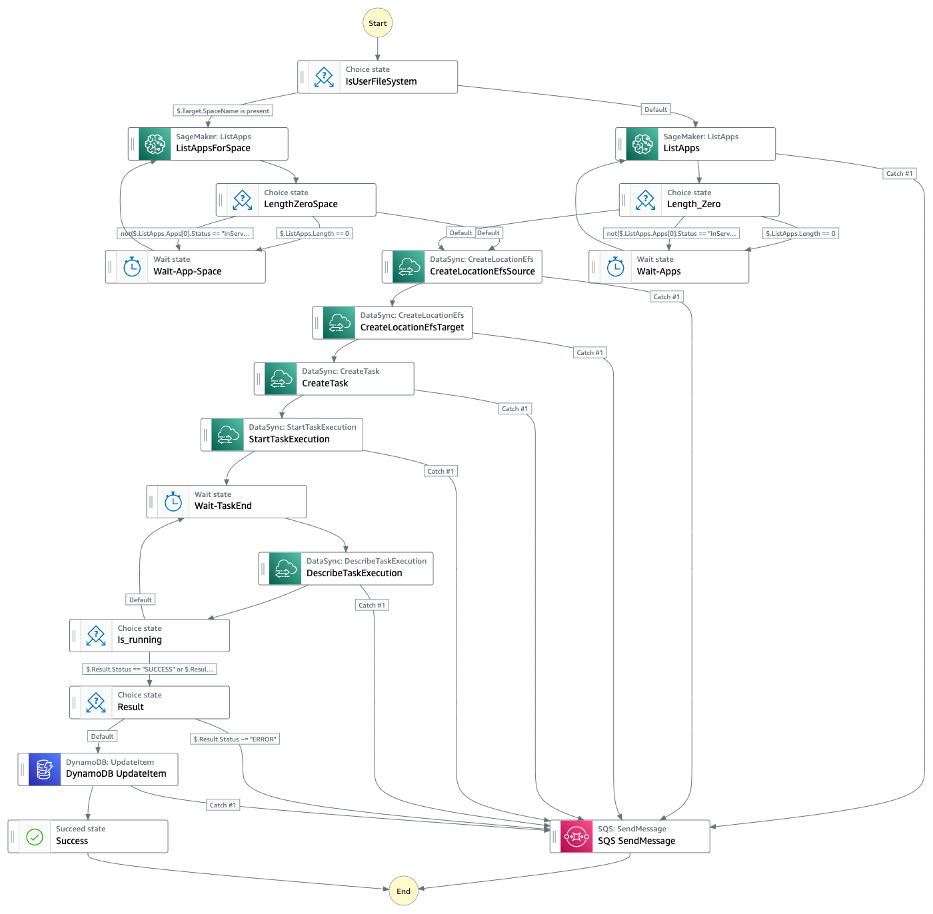 Start
Choice state
IsUserFileSystem
$.Target.SpaceName is present
Default
SageMaker: ListApps
ListAppsForSpace
SageMaker: ListApps
ListApps
Catch #1
Choice state
LengthZeroSpace
Choice state
Length_Zero
not($.ListApps.Apps[0].Status == "InServ...
$.ListApps.Length == 0
Default
Default
not($.ListApps.Apps[0].Status == "InServ...
$.ListApps.Length == 0
Wait state
Wait-App-Space
DataSync: CreateLocationEfs
CreateLocationEfsSource
Wait state
Wait-Apps
Catch #1
DataSync: CreateLocationEfs
CreateLocationEfsTarget
Catch #1
DataSync: CreateTask
CreateTask
Catch #1
DataSync: StartTaskExecution
StartTaskExecution
Catch #1
Wait state
Wait-TaskEnd
DataSync: DescribeTaskExecution
DescribeTaskExecution
Default
Catch #1
Choice state
Is_running
$.Result.Status == "SUCCESS" or $.Resul...
Choice state
Result
Default
$.Result.Status == "ERROR"
DynamoDB: UpdateItem
DynamoDB UpdateItem
Catch #1
Succeed state
Success
SQS: SendMessage
SQS SendMessage
End